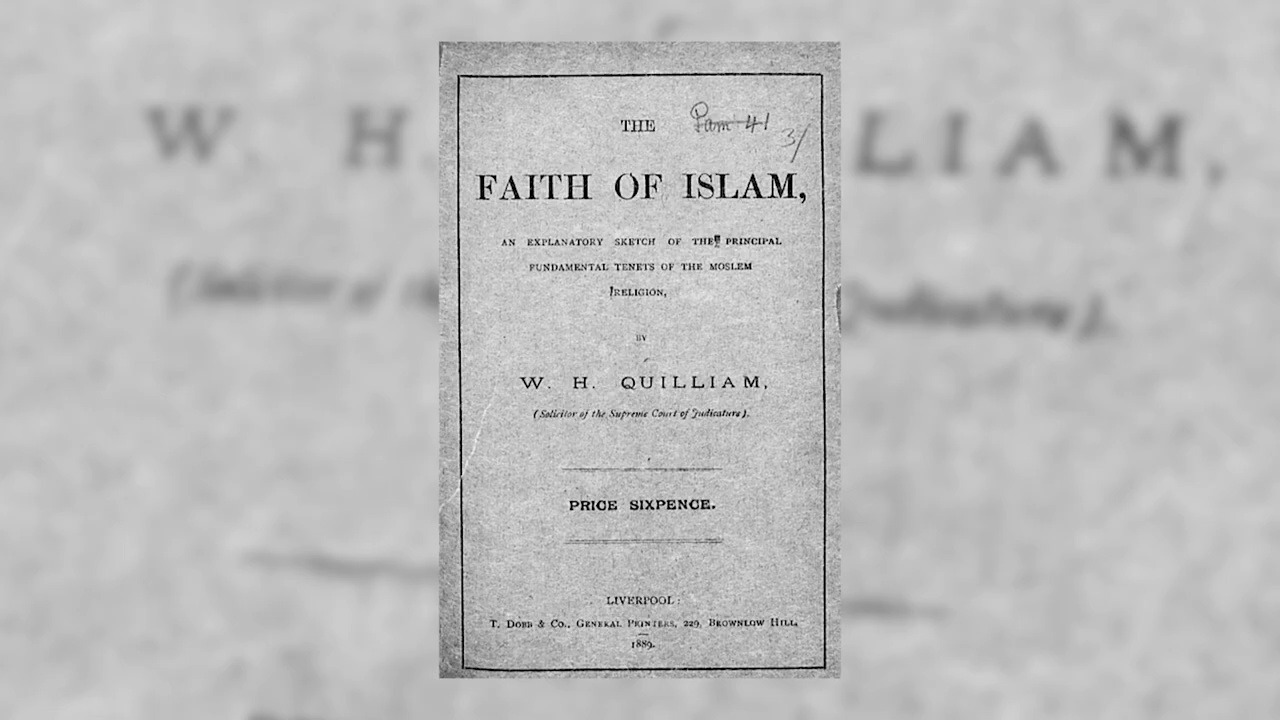 THE
Pam 41
3/
FAITH OF ISLAM,
AN EXPLANATORY SKETCH OF THE PRINCIPAL
FUNDAMENTAL TENETS OF THE MOSLEM
RELIGION,
BY
W. H. QUILLIAM,
(Solicitor of the Supreme Court of Judicature).
PRICE SIXPENCE.
LIVERPOOL:
T. DOBB & CO., GENERAL PRINTERS, 229, BROWNLOW HILL.
1889.